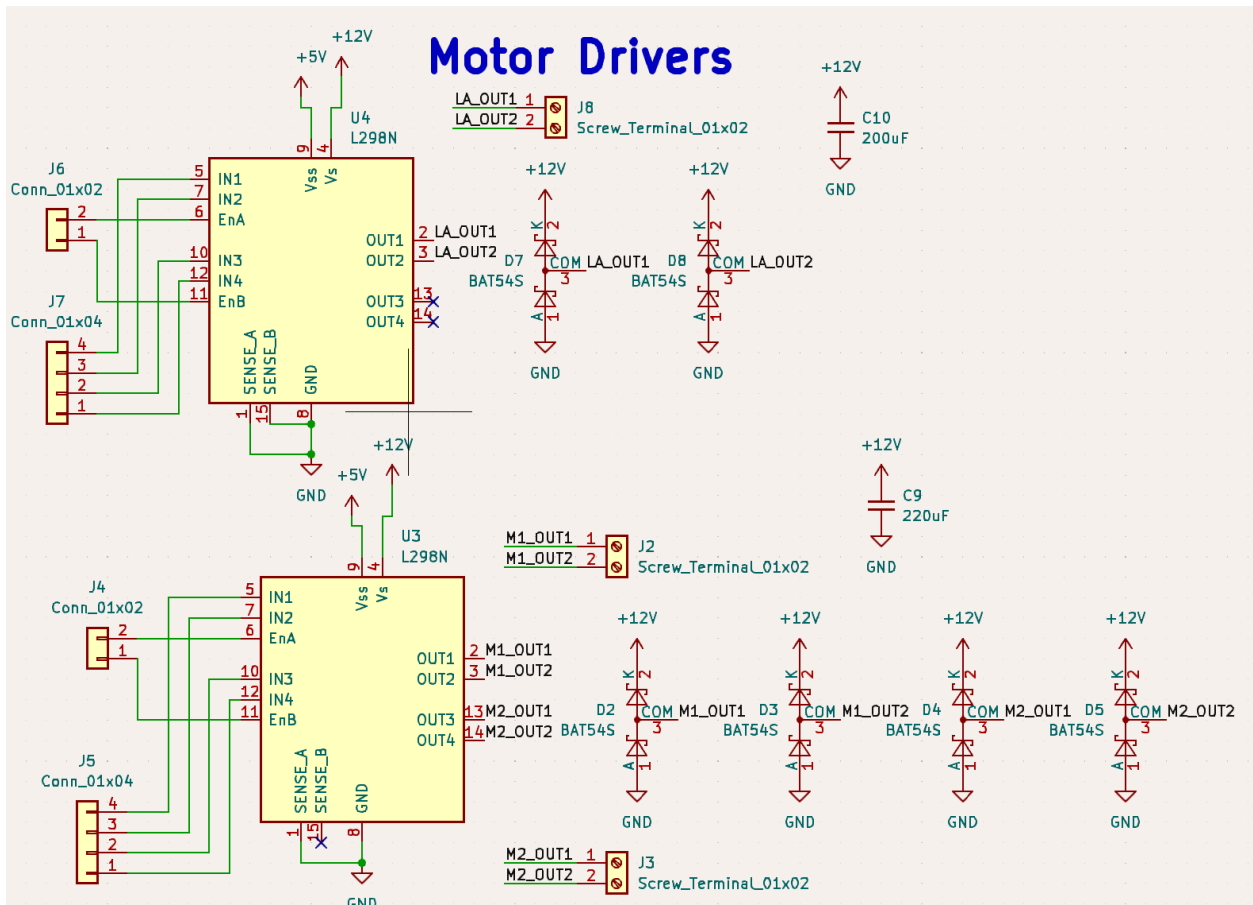 Motor Drivers
+5V
+12V
U4
L298N
J6
Conn_01x02
2
1
J7
Conn_01x04
4
3
2
1
5 IN1
7 IN2
6 EnA
10 IN3
12 IN4
11 EnB
9 Vss
4 Vs
OUT1 2 LA_OUT1
OUT2 3 LA_OUT2
OUT3 13
OUT4 14
SENSE_A 1
SENSE_B 15
GND 8
GND
LA_OUT1 1 J8
LA_OUT2 2 Screw_Terminal_01x02
+12V
K 2
D7 COM LA_OUT1
BAT54S 3
A 1
GND
+12V
K 2
D8 COM LA_OUT2
BAT54S 3
A 1
GND
+12V
C10
200uF
GND
+5V
+12V
U3
L298N
J4
Conn_01x02
2
1
J5
Conn_01x04
4
3
2
1
5 IN1
7 IN2
6 EnA
10 IN3
12 IN4
11 EnB
9 Vss
4 Vs
OUT1 2 M1_OUT1
OUT2 3 M1_OUT2
OUT3 13 M2_OUT1
OUT4 14 M2_OUT2
SENSE_A 1
SENSE_B 15
GND 8
GND
M1_OUT1 1 J2
M1_OUT2 2 Screw_Terminal_01x02
+12V
C9
220uF
GND
+12V
K 2
D2 COM M1_OUT1
BAT54S 3
A 1
GND
+12V
K 2
D3 COM M1_OUT2
BAT54S 3
A 1
GND
+12V
K 2
D4 COM M2_OUT1
BAT54S 3
A 1
GND
+12V
K 2
D5 COM M2_OUT2
BAT54S 3
A 1
GND
M2_OUT1 1 J3
M2_OUT2 2 Screw_Terminal_01x02